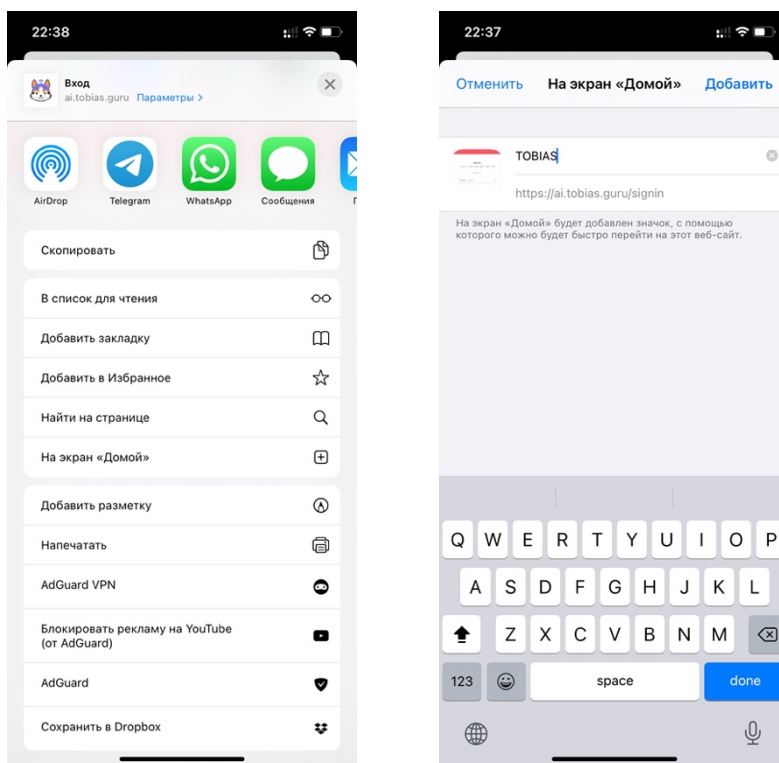 22:38
Вход
ai.tobias.guru Параметры >
AirDrop Telegram WhatsApp Сообщения
Скопировать
В список для чтения
Добавить закладку
Добавить в Избранное
Найти на странице
На экран «Домой»
Добавить разметку
Напечатать
AdGuard VPN
Блокировать рекламу на YouTube
(от AdGuard)
AdGuard
Сохранить в Dropbox
22:37
Отменить На экран «Домой» Добавить
TOBIAS
https://ai.tobias.guru/signin
На экран «Домой» будет добавлен значок, с помощью
которого можно будет быстро перейти на этот веб-сайт.
Q W E R T Y U I O P
A S D F G H J K L
Z X C V B N M
123 space done